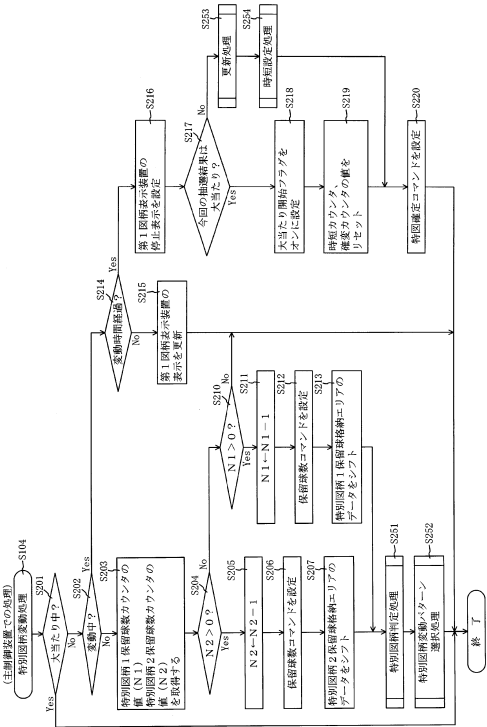 (主制御装置での処理)
特別図柄変動処理
S104
S201
大当たり中？
Yes
No
S202
変動中？
Yes
No
S203
特別図柄１保留球数カウンタの
値（Ｎ１）
特別図柄２保留球数カウンタの
値（Ｎ２）
を取得する
S204
Ｎ２＞０？
No
Yes
S205
Ｎ２←Ｎ２－１
S206
保留球数コマンドを設定
S207
特別図柄２保留球格納エリアの
データをシフト
S210
Ｎ１＞０？
No
Yes
S211
Ｎ１←Ｎ１－１
S212
保留球数コマンドを設定
S213
特別図柄１保留球格納エリアの
データをシフト
S251
特別図柄判定処理
S252
特別図柄変動パターン
選択処理
S214
変動時間経過？
Yes
No
S215
第１図柄表示装置の
表示を更新
S216
第１図柄表示装置の
停止表示を設定
S217
今回の抽選結果は
大当たり？
No
Yes
S218
大当たり開始フラグを
オンに設定
S219
時短カウンタ、
確変カウンタの値を
リセット
S253
更新処理
S254
時短設定処理
S220
特図確定コマンドを設定
終　了